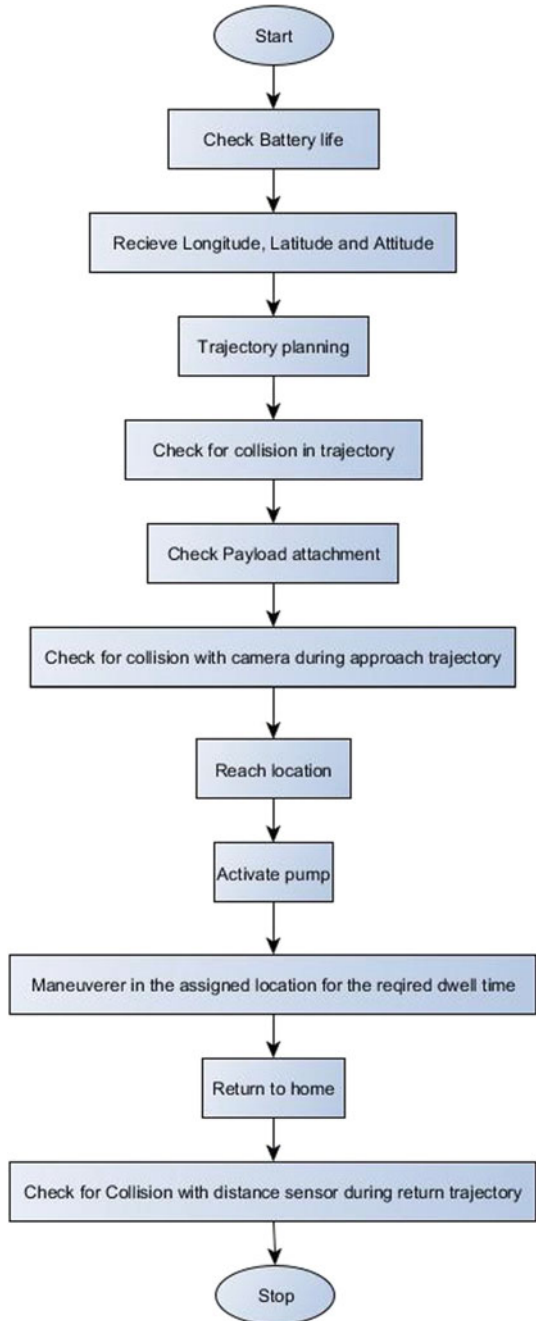 Start
Check Battery life
Recieve Longitude, Latitude and Attitude
Trajectory planning
Check for collision in trajectory
Check Payload attachment
Check for collision with camera during approach trajectory
Reach location
Activate pump
Maneuverer in the assigned location for the reqired dwell time
Return to home
Check for Collision with distance sensor during return trajectory
Stop